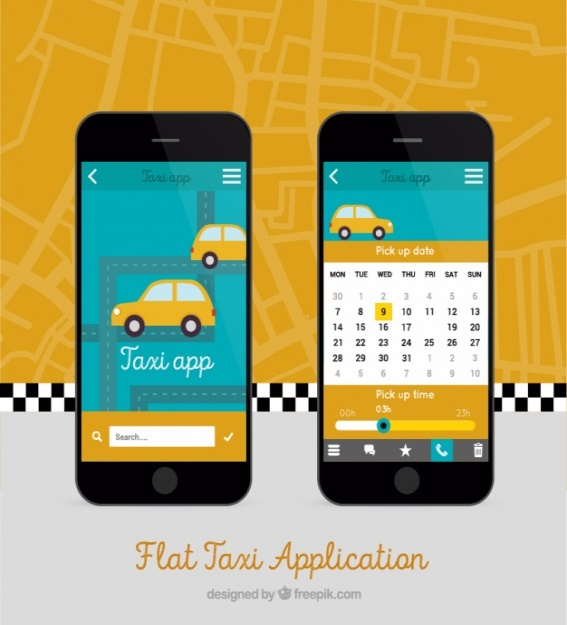 Taxi app
Taxi app
Search....
Taxi app
Pick up date
MON TUE WED THU FRI SAT SUN
30 1 2 3 4 5 6
7 8 9 10 11 12 13
14 15 16 17 19 20
21 22 23 24 25 26 27
28 29 30 31 1 2 3
4 5 6 7 8 9 10
Pick up time
00h 03h 23h
Flat Taxi Application
designed by freepik.com